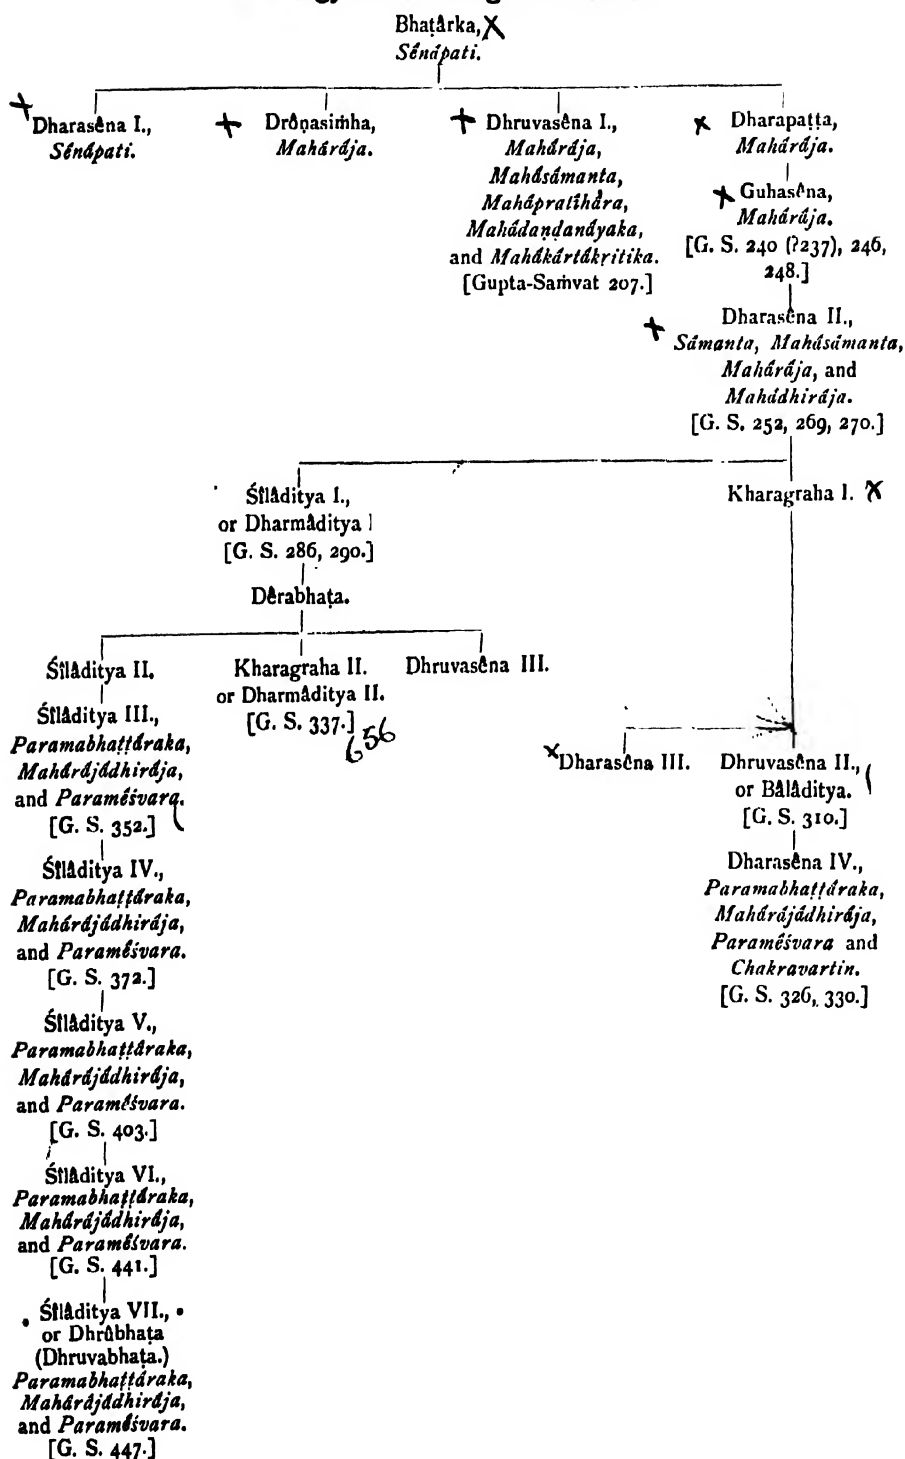 Bhaṭârka, X
Sênâpati.
Dharasêna I.,
Sênâpati.
Drôṇasiṁha,
Mahârâja.
Dhruvasêna I.,
Mahârâja,
Mahâsâmanta,
Mahâpratîhâra,
Mahâdaṇḍanâyaka,
and Mahâkârtâkṛitika.
[Gupta-Saṁvat 207.]
Dharapaṭṭa,
Mahârâja.
Guhasêna,
Mahârâja.
[G. S. 240 (?237), 246,
248.]
Dharasêna II.,
Sâmanta, Mahâsâmanta,
Mahârâja, and
Mahâdhirâja.
[G. S. 252, 269, 270.]
Śîlâditya I.,
or Dharmâditya I
[G. S. 286, 290.]
Kharagraha I. X
Dêrabhaṭa.
Śîlâditya II.
Kharagraha II.
or Dharmâditya II.
[G. S. 337.]
656
Dhruvasêna III.
Śîlâditya III.,
Paramabhaṭṭâraka,
Mahârâjâdhirâja,
and Paramêśvara.
[G. S. 352.]
Dharasêna III.
Dhruvasêna II.,
or Bâlâditya.
[G. S. 310.]
Dharasêna IV.,
Paramabhaṭṭâraka,
Mahârâjâdhirâja,
Paramêśvara and
Chakravartin.
[G. S. 326, 330.]
Śîlâditya IV.,
Paramabhaṭṭâraka,
Mahârâjâdhirâja,
and Paramêśvara.
[G. S. 372.]
Śîlâditya V.,
Paramabhaṭṭâraka,
Mahârâjâdhirâja,
and Paramêśvara.
[G. S. 403.]
Śîlâditya VI.,
Paramabhaṭṭâraka,
Mahârâjâdhirâja,
and Paramêśvara.
[G. S. 441.]
Śîlâditya VII.,
or Dhrûbhaṭa
(Dhruvabhaṭa.)
Paramabhaṭṭâraka,
Mahârâjâdhirâja,
and Paramêśvara.
[G. S. 447.]